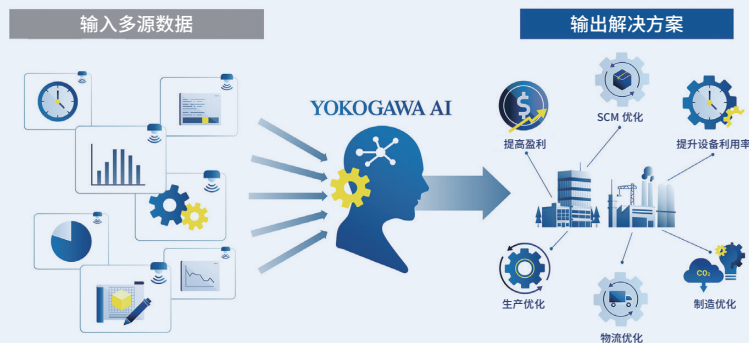 输入多源数据
输出解决方案
YOKOGAWA AI
SCM 优化
提高盈利
提升设备利用率
CO₂
生产优化
制造优化
物流优化